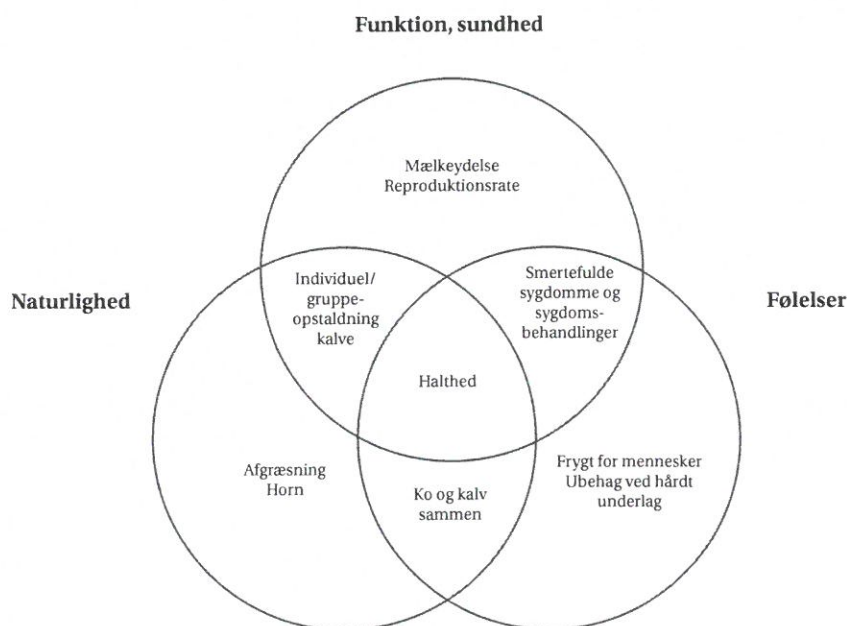 Funktion, sundhed
Mælkeydelse
Reproduktionsrate
Naturlighed
Individuel/
gruppe-
opstaldning
kalve
Smertefulde
sygdomme og
sygdoms-
behandlinger
Følelser
Halthed
Afgræsning
Horn
Ko og kalv
sammen
Frygt for mennesker
Ubehag ved hårdt
underlag